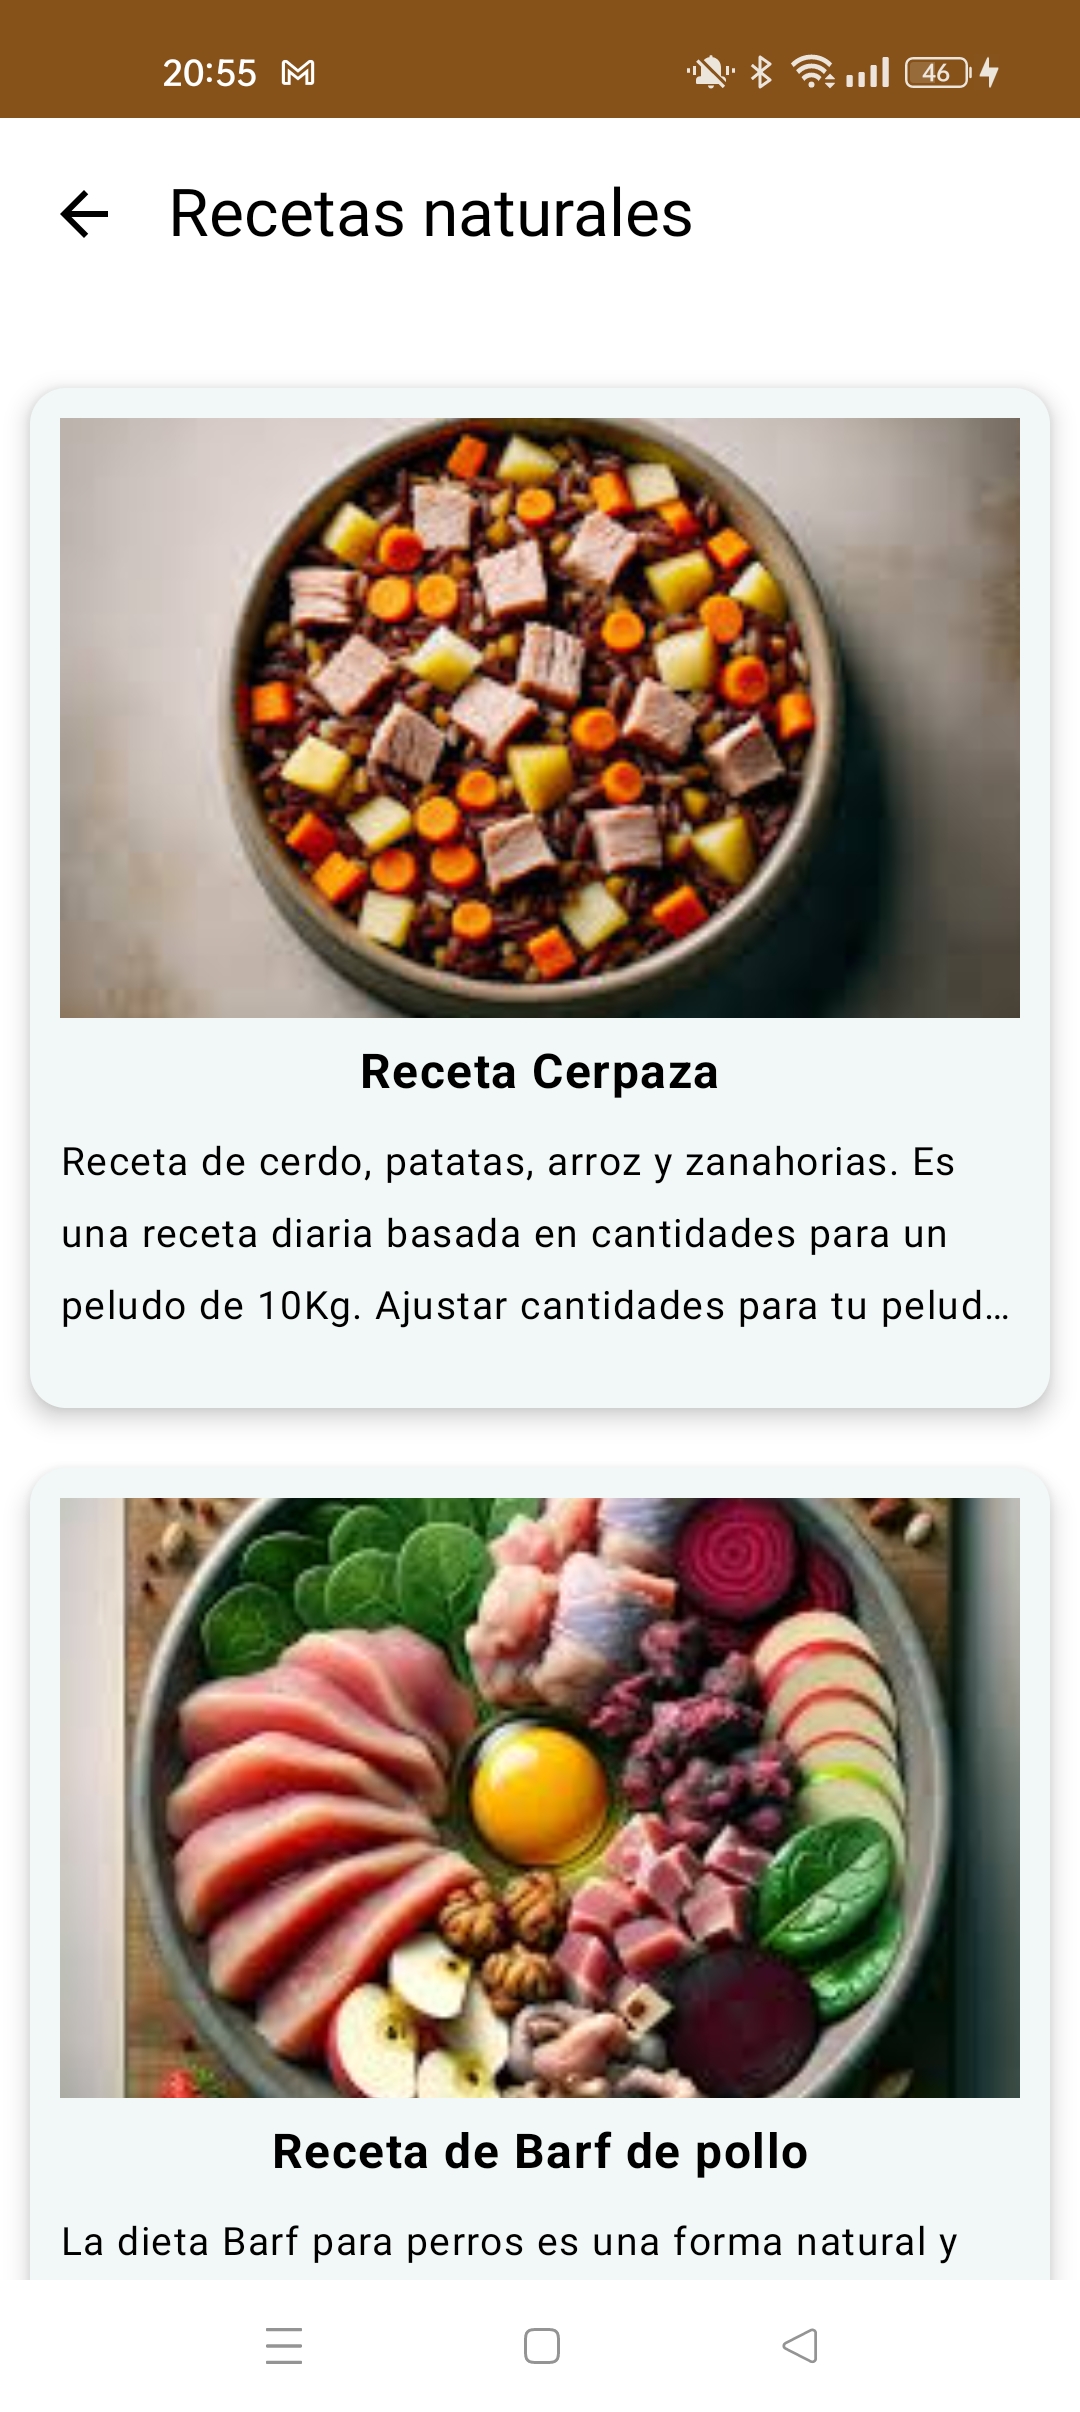 20:55
46
Recetas naturales
Receta Cerpaza
Receta de cerdo, patatas, arroz y zanahorias. Es
una receta diaria basada en cantidades para un
peludo de 10Kg. Ajustar cantidades para tu pelud…
Receta de Barf de pollo
La dieta Barf para perros es una forma natural y